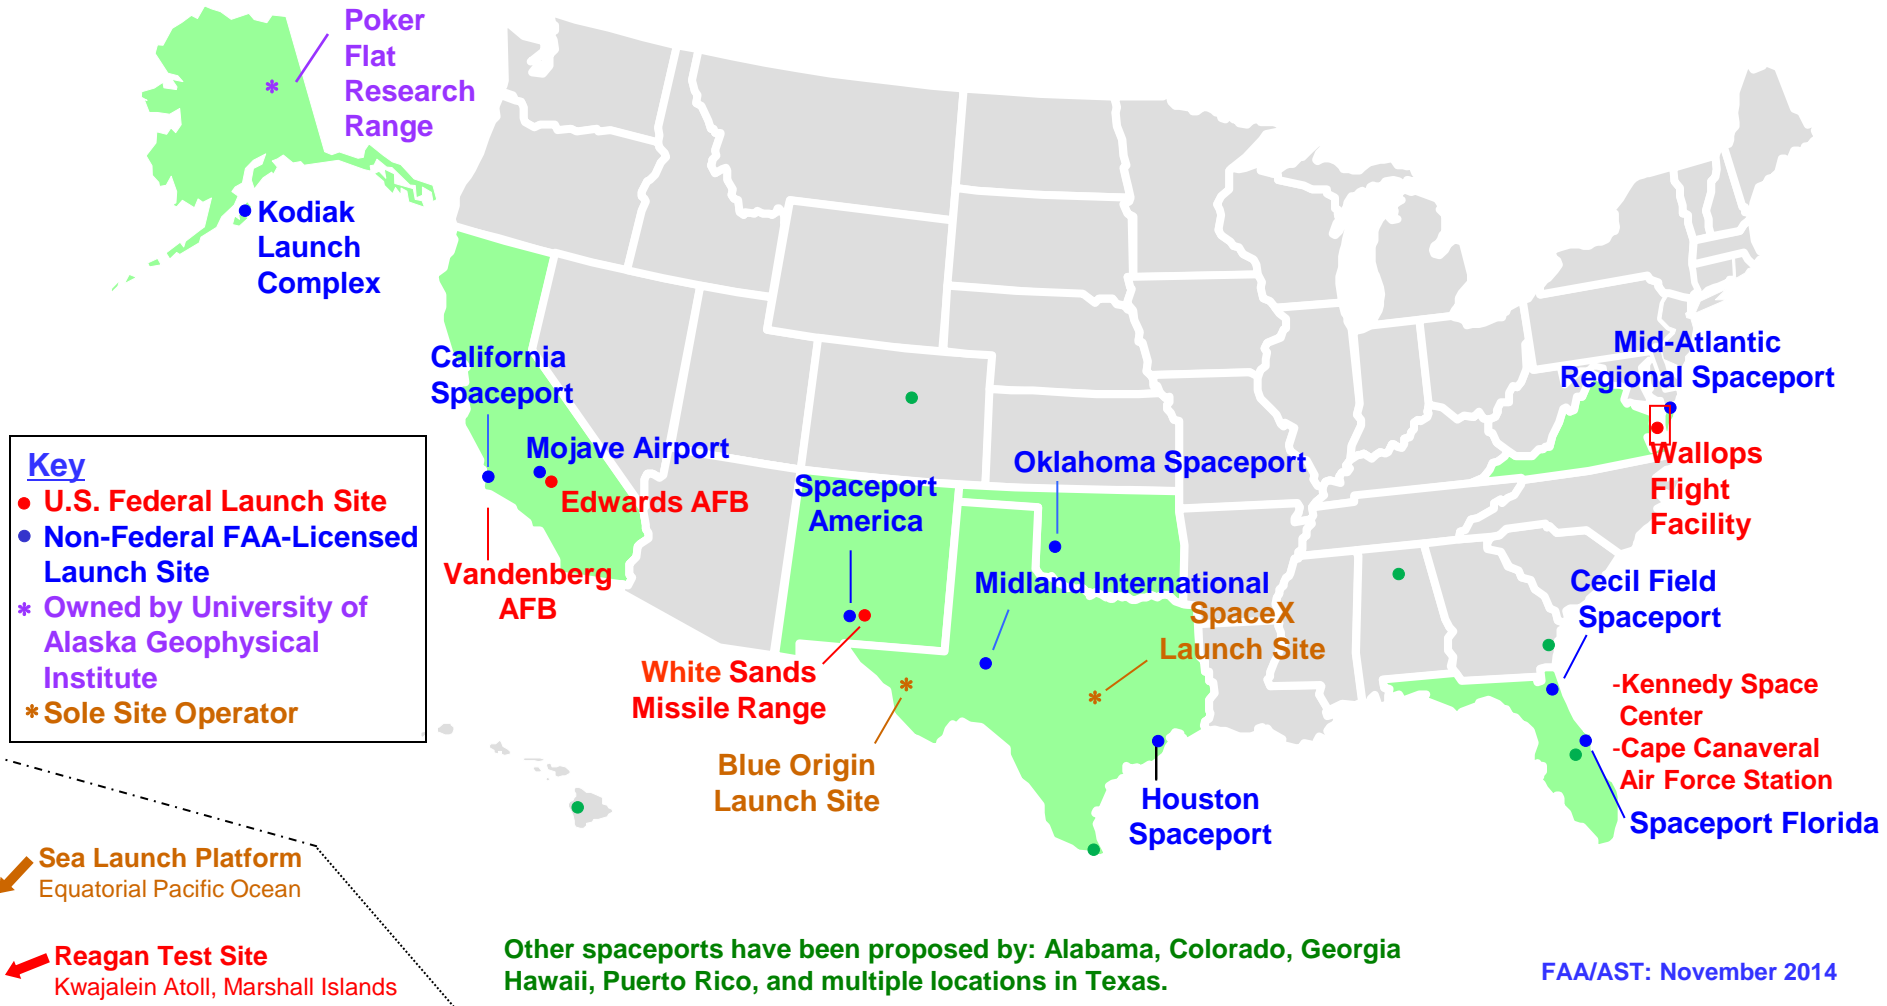 Poker
Flat
Research
Range
Kodiak
Launch
Complex
California
Spaceport
Mojave Airport
Edwards AFB
Vandenberg
AFB
Spaceport
America
Oklahoma Spaceport
Midland International
SpaceX
Launch Site
White Sands
Missile Range
Blue Origin
Launch Site
Houston
Spaceport
Mid-Atlantic
Regional Spaceport
Wallops
Flight
Facility
Cecil Field
Spaceport
-Kennedy Space
Center
-Cape Canaveral
Air Force Station
Spaceport Florida
Key
U.S. Federal Launch Site
Non-Federal FAA-Licensed
Launch Site
* Owned by University of
Alaska Geophysical
Institute
* Sole Site Operator
Sea Launch Platform
Equatorial Pacific Ocean
Reagan Test Site
Kwajalein Atoll, Marshall Islands
Other spaceports have been proposed by: Alabama, Colorado, Georgia
Hawaii, Puerto Rico, and multiple locations in Texas.
FAA/AST: November 2014